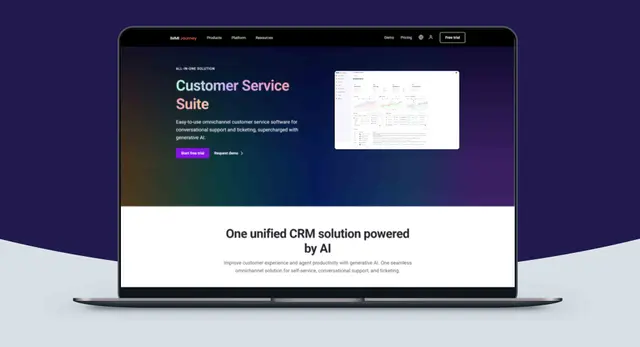 Products Platform Resources Demo Pricing Free trial
ALL-IN-ONE SOLUTION
Customer Service
Suite
Easy-to-use omnichannel customer service software for
conversational support and ticketing, supercharged with
generative AI.
Start free trial Request demo
One unified CRM solution powered
by AI
Improve customer experience and agent productivity with generative AI. One seamless
omnichannel solution for self-service, conversational support, and ticketing.